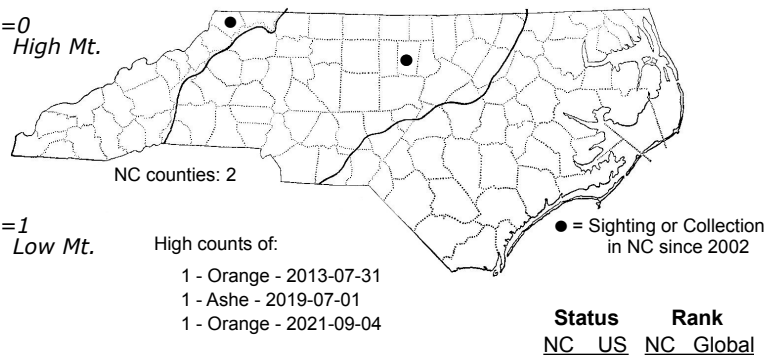 =0
High Mt.
NC counties: 2
=1
Low Mt.
High counts of:
1 - Orange - 2013-07-31
1 - Ashe - 2019-07-01
1 - Orange - 2021-09-04
● = Sighting or Collection
in NC since 2002
Status Rank
NC US NC Global